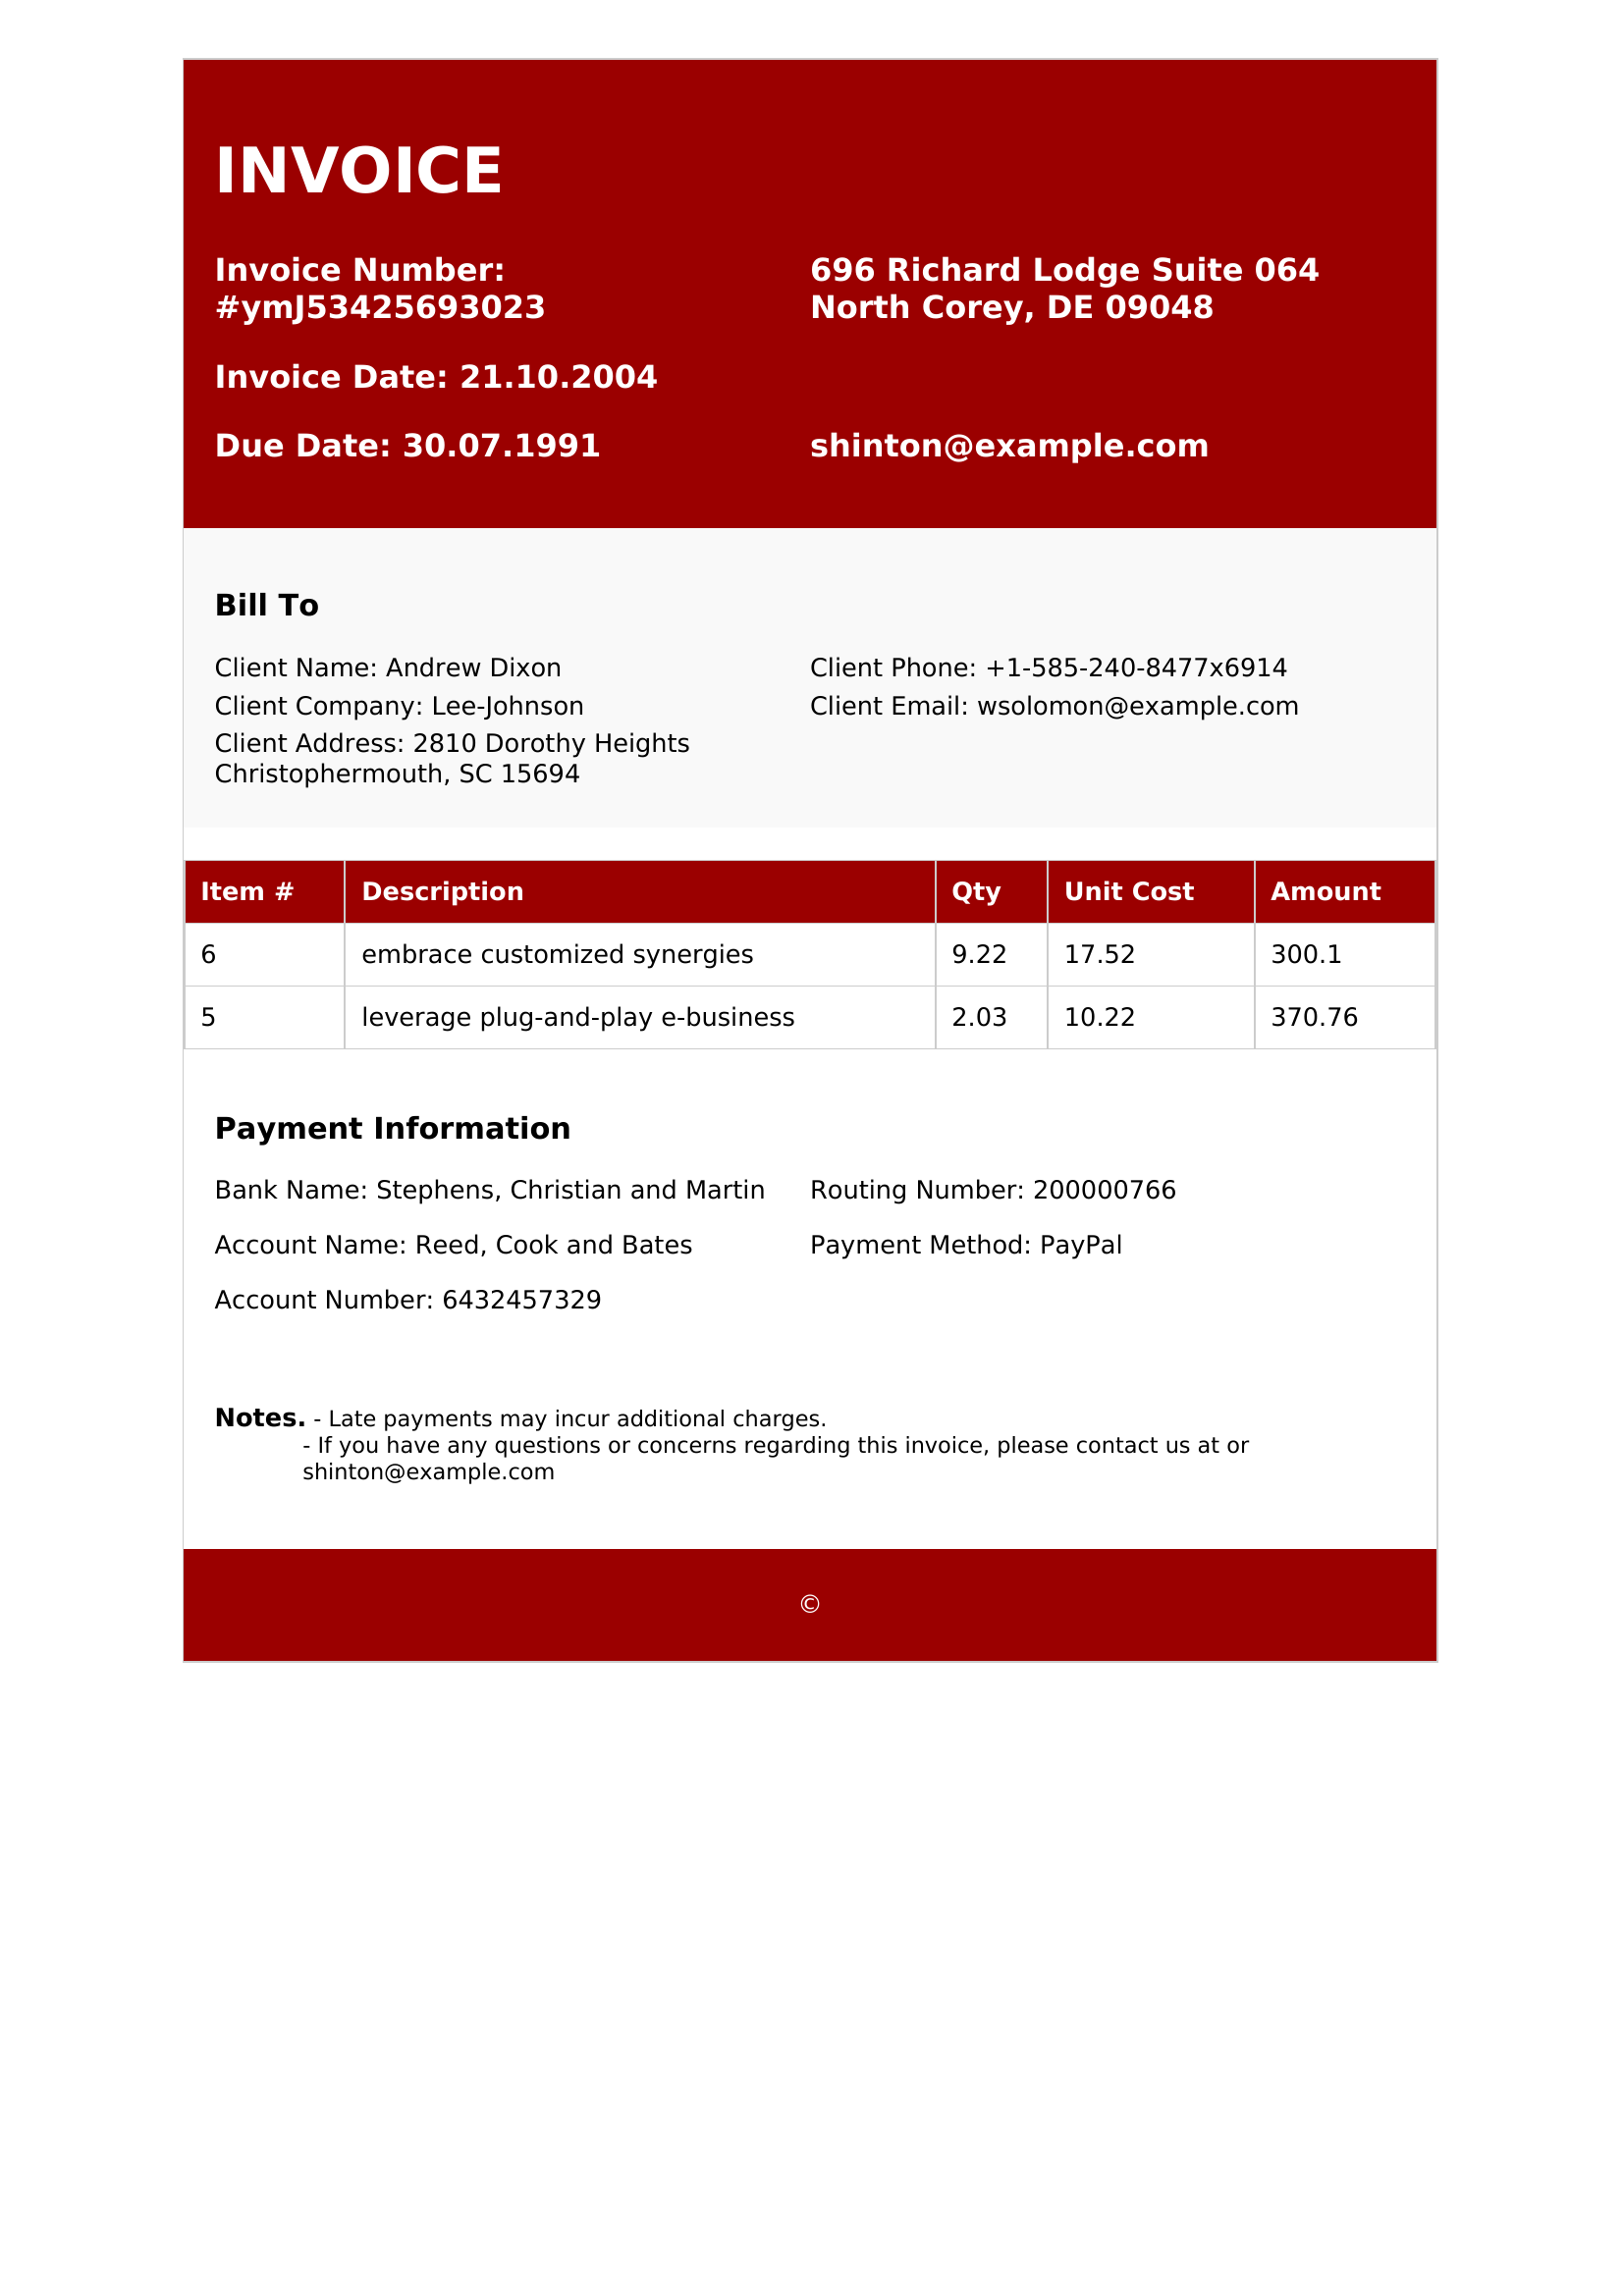 INVOICE
Invoice Number:
#ymJ53425693023
696 Richard Lodge Suite 064
North Corey, DE 09048
Invoice Date: 21.10.2004
Due Date: 30.07.1991
shinton@example.com
Bill To
Client Name: Andrew Dixon
Client Phone: +1-585-240-8477x6914
Client Company: Lee-Johnson
Client Email: wsolomon@example.com
Client Address: 2810 Dorothy Heights
Christophermouth, SC 15694
Item # Description Qty Unit Cost Amount
6 embrace customized synergies 9.22 17.52 300.1
5 leverage plug-and-play e-business 2.03 10.22 370.76
Payment Information
Bank Name: Stephens, Christian and Martin
Routing Number: 200000766
Account Name: Reed, Cook and Bates
Payment Method: PayPal
Account Number: 6432457329
Notes. - Late payments may incur additional charges.
- If you have any questions or concerns regarding this invoice, please contact us at or
shinton@example.com
©